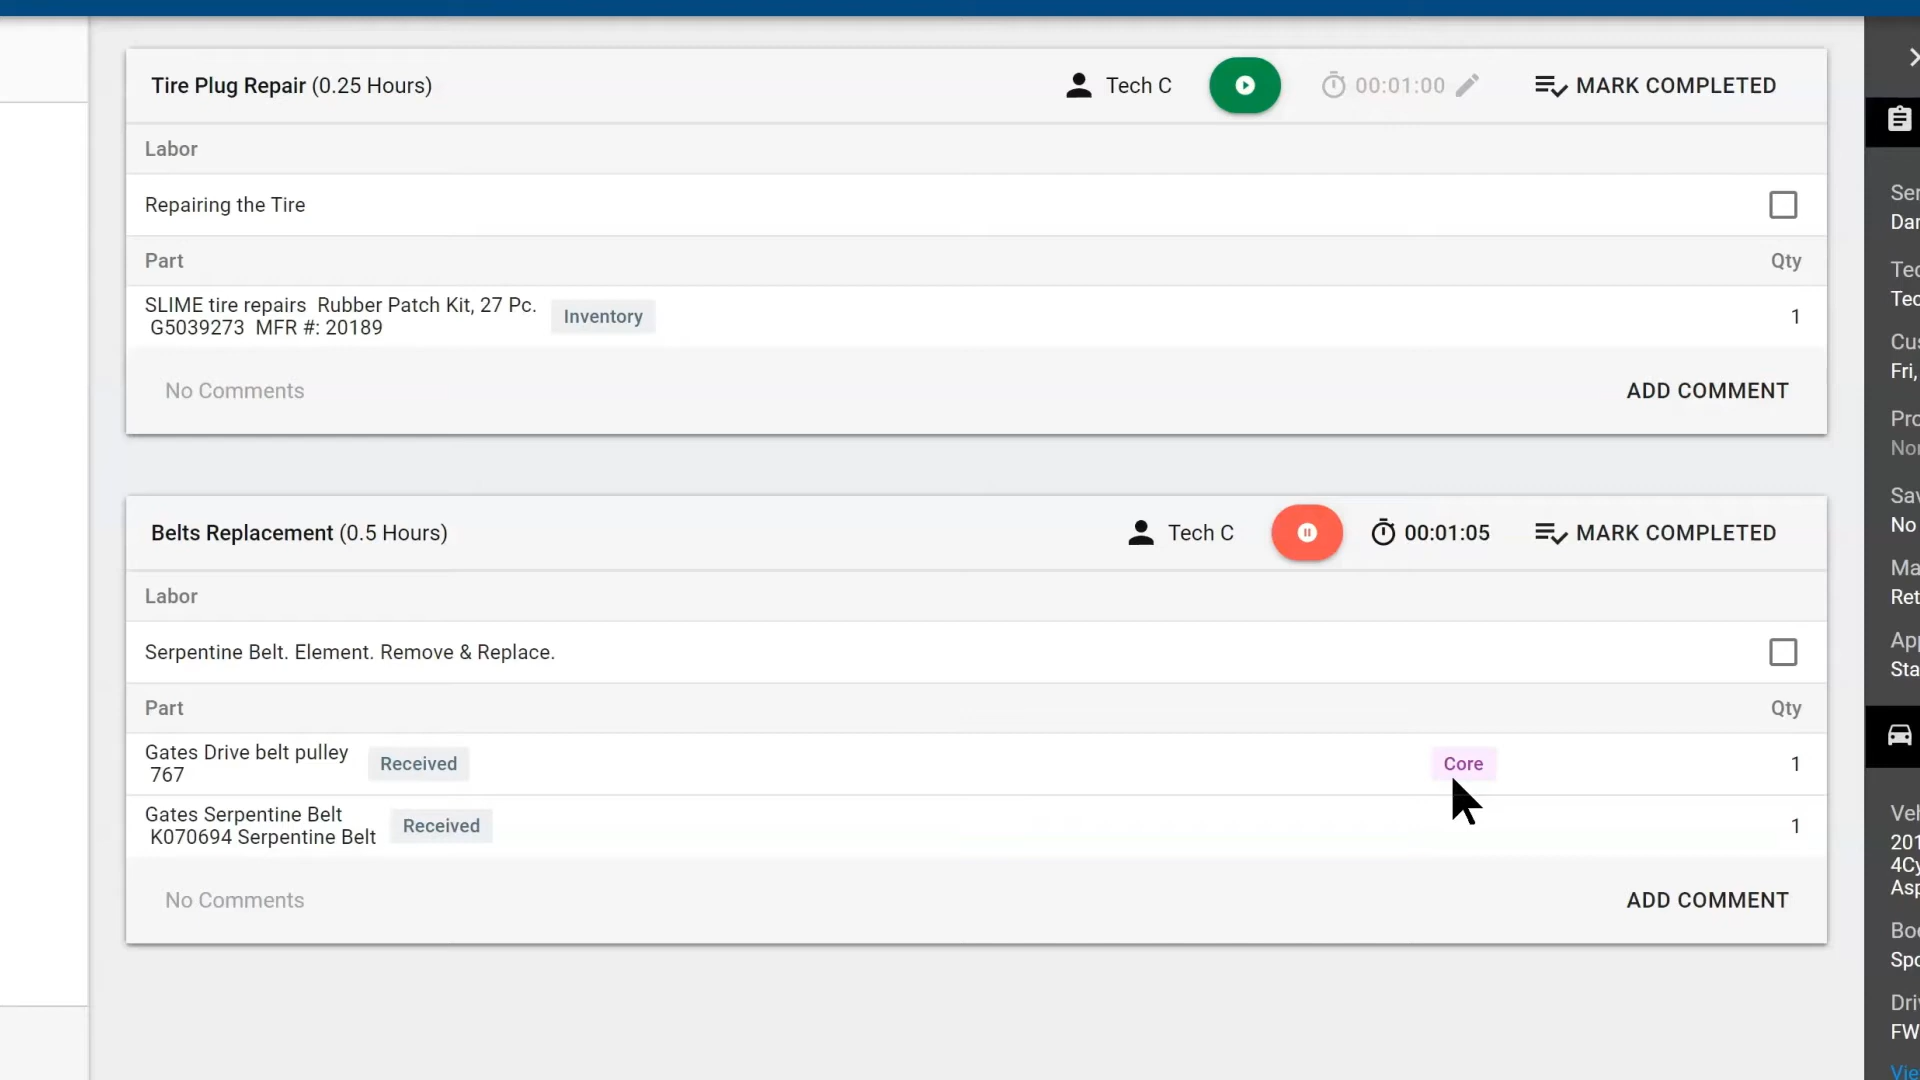 Tire Plug Repair (0.25 Hours)
Tech C
00:01:00
MARK COMPLETED
Labor
Repairing the Tire
Part
Qty
SLIME tire repairs  Rubber Patch Kit, 27 Pc.
G5039273  MFR #: 20189
Inventory
1
No Comments
ADD COMMENT
Belts Replacement (0.5 Hours)
Tech C
00:01:05
MARK COMPLETED
Labor
Serpentine Belt. Element. Remove & Replace.
Part
Qty
Gates Drive belt pulley
767
Received
Core
1
Gates Serpentine Belt
K070694 Serpentine Belt
Received
1
No Comments
ADD COMMENT
Fri,
No
FW